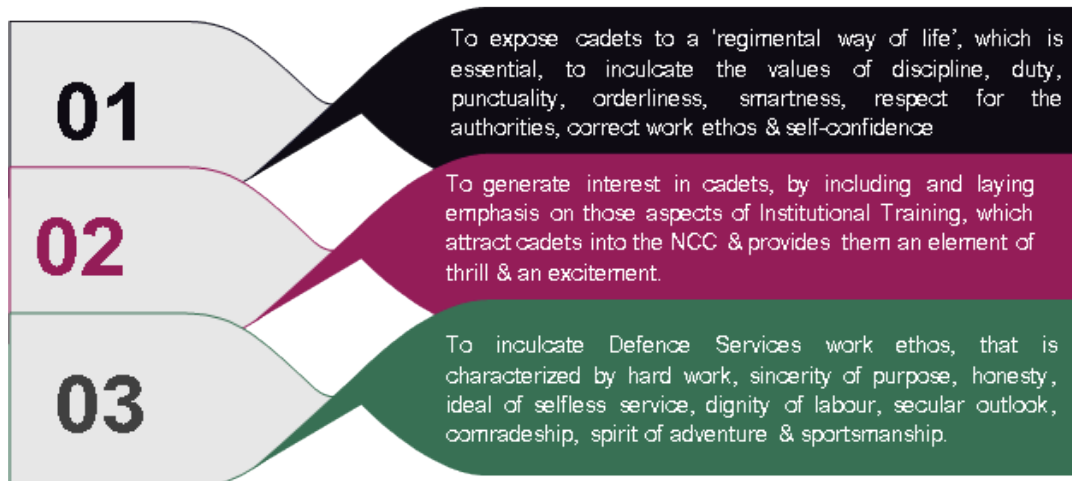 01
To expose cadets to a 'regimental way of life', which is
essential, to inculcate the values of discipline, duty,
punctuality, orderliness, smartness, respect for the
authorities, correct work ethos & self-confidence
02
To generate interest in cadets, by including and laying
emphasis on those aspects of Institutional Training, which
attract cadets into the NCC & provides them an element of
thrill & an excitement.
03
To inculcate Defence Services work ethos, that is
characterized by hard work, sincerity of purpose, honesty,
ideal of selfless service, dignity of labour, secular outlook,
comradeship, spirit of adventure & sportsmanship.